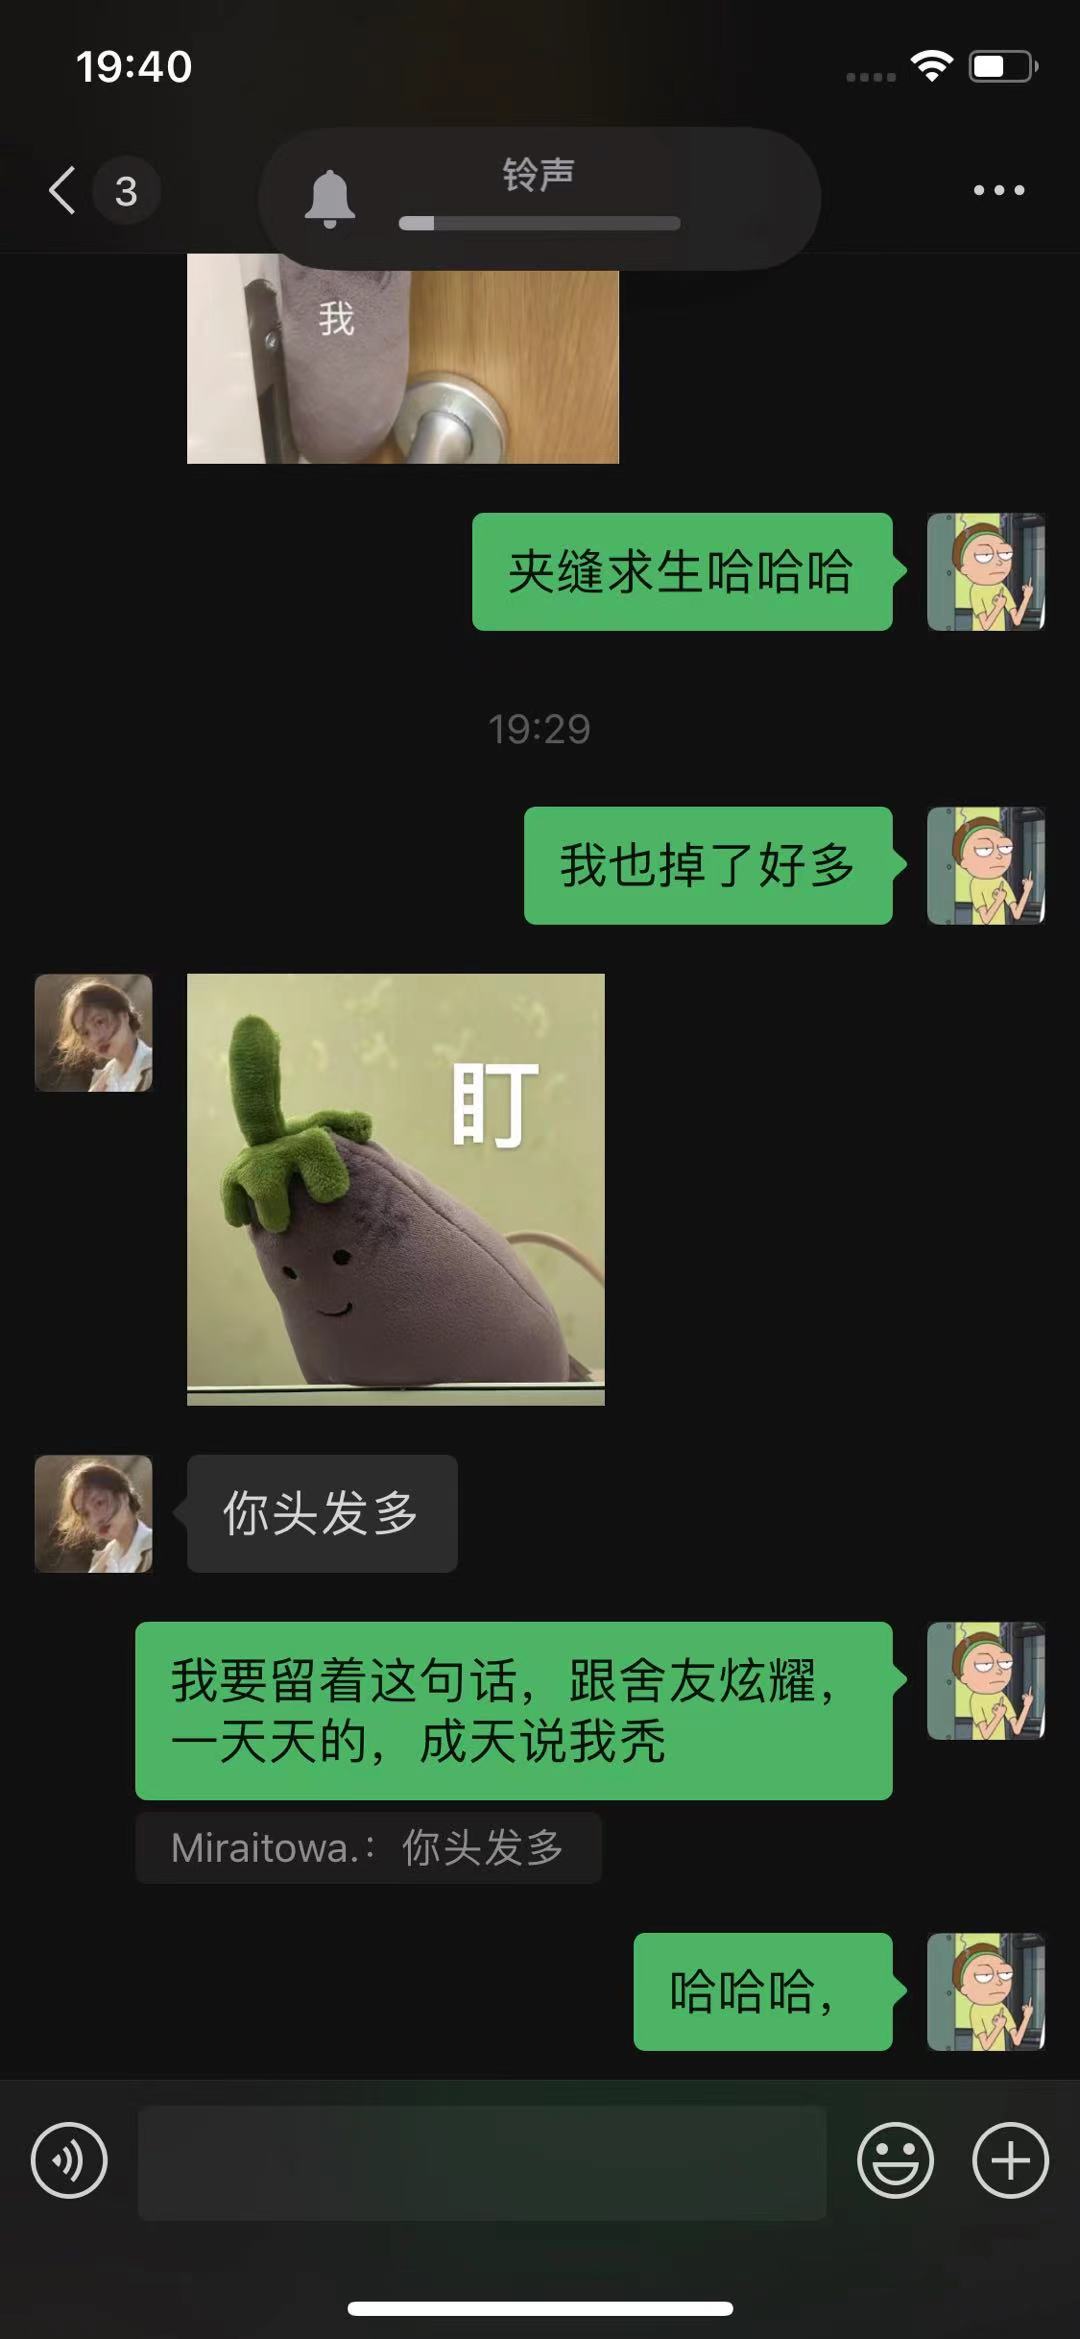 19:40
3
铃声
我
夹缝求生哈哈哈
19:29
我也掉了好多
盯
你头发多
我要留着这句话，跟舍友炫耀，
一天天的，成天说我秃
Miraitowa.：你头发多
哈哈哈，